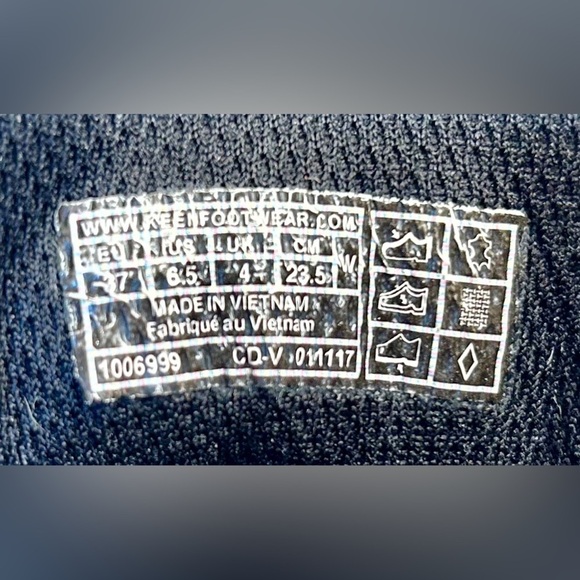 WWW.KEENFOOTWEAR.COM
EU US UK CM W
37 6.5 4 23.5
MADE IN VIETNAM
Fabriqué au Vietnam
1006999 CD-V 011117